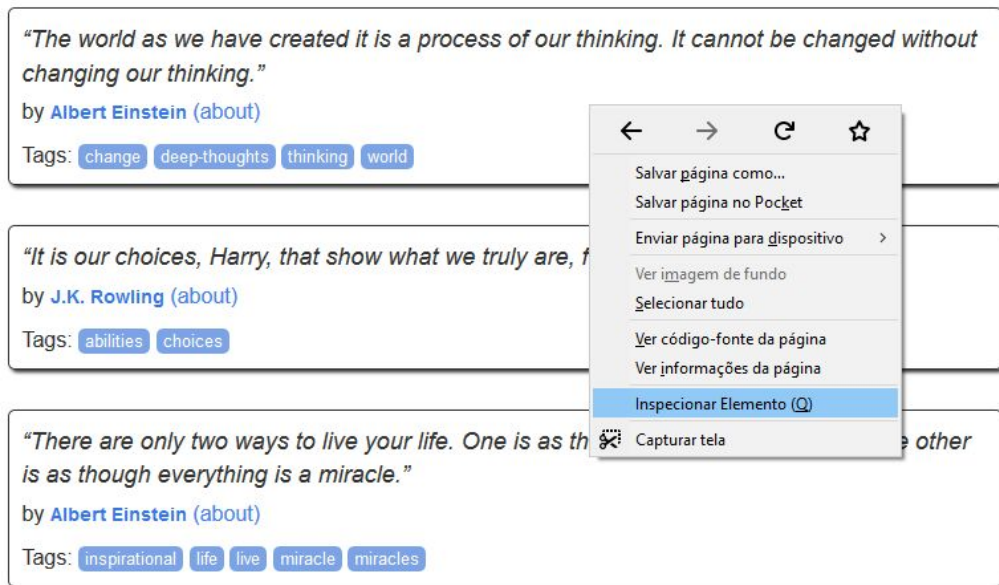 “The world as we have created it is a process of our thinking. It cannot be changed without
changing our thinking.”
by Albert Einstein (about)
Tags: change deep-thoughts thinking world
“It is our choices, Harry, that show what we truly are, f
by J.K. Rowling (about)
Tags: abilities choices
“There are only two ways to live your life. One is as th e other
is as though everything is a miracle.”
by Albert Einstein (about)
Tags: inspirational life live miracle miracles
Salvar página como...
Salvar página no Pocket
Enviar página para dispositivo
Ver imagem de fundo
Selecionar tudo
Ver código-fonte da página
Ver informações da página
Inspecionar Elemento (Q)
Capturar tela